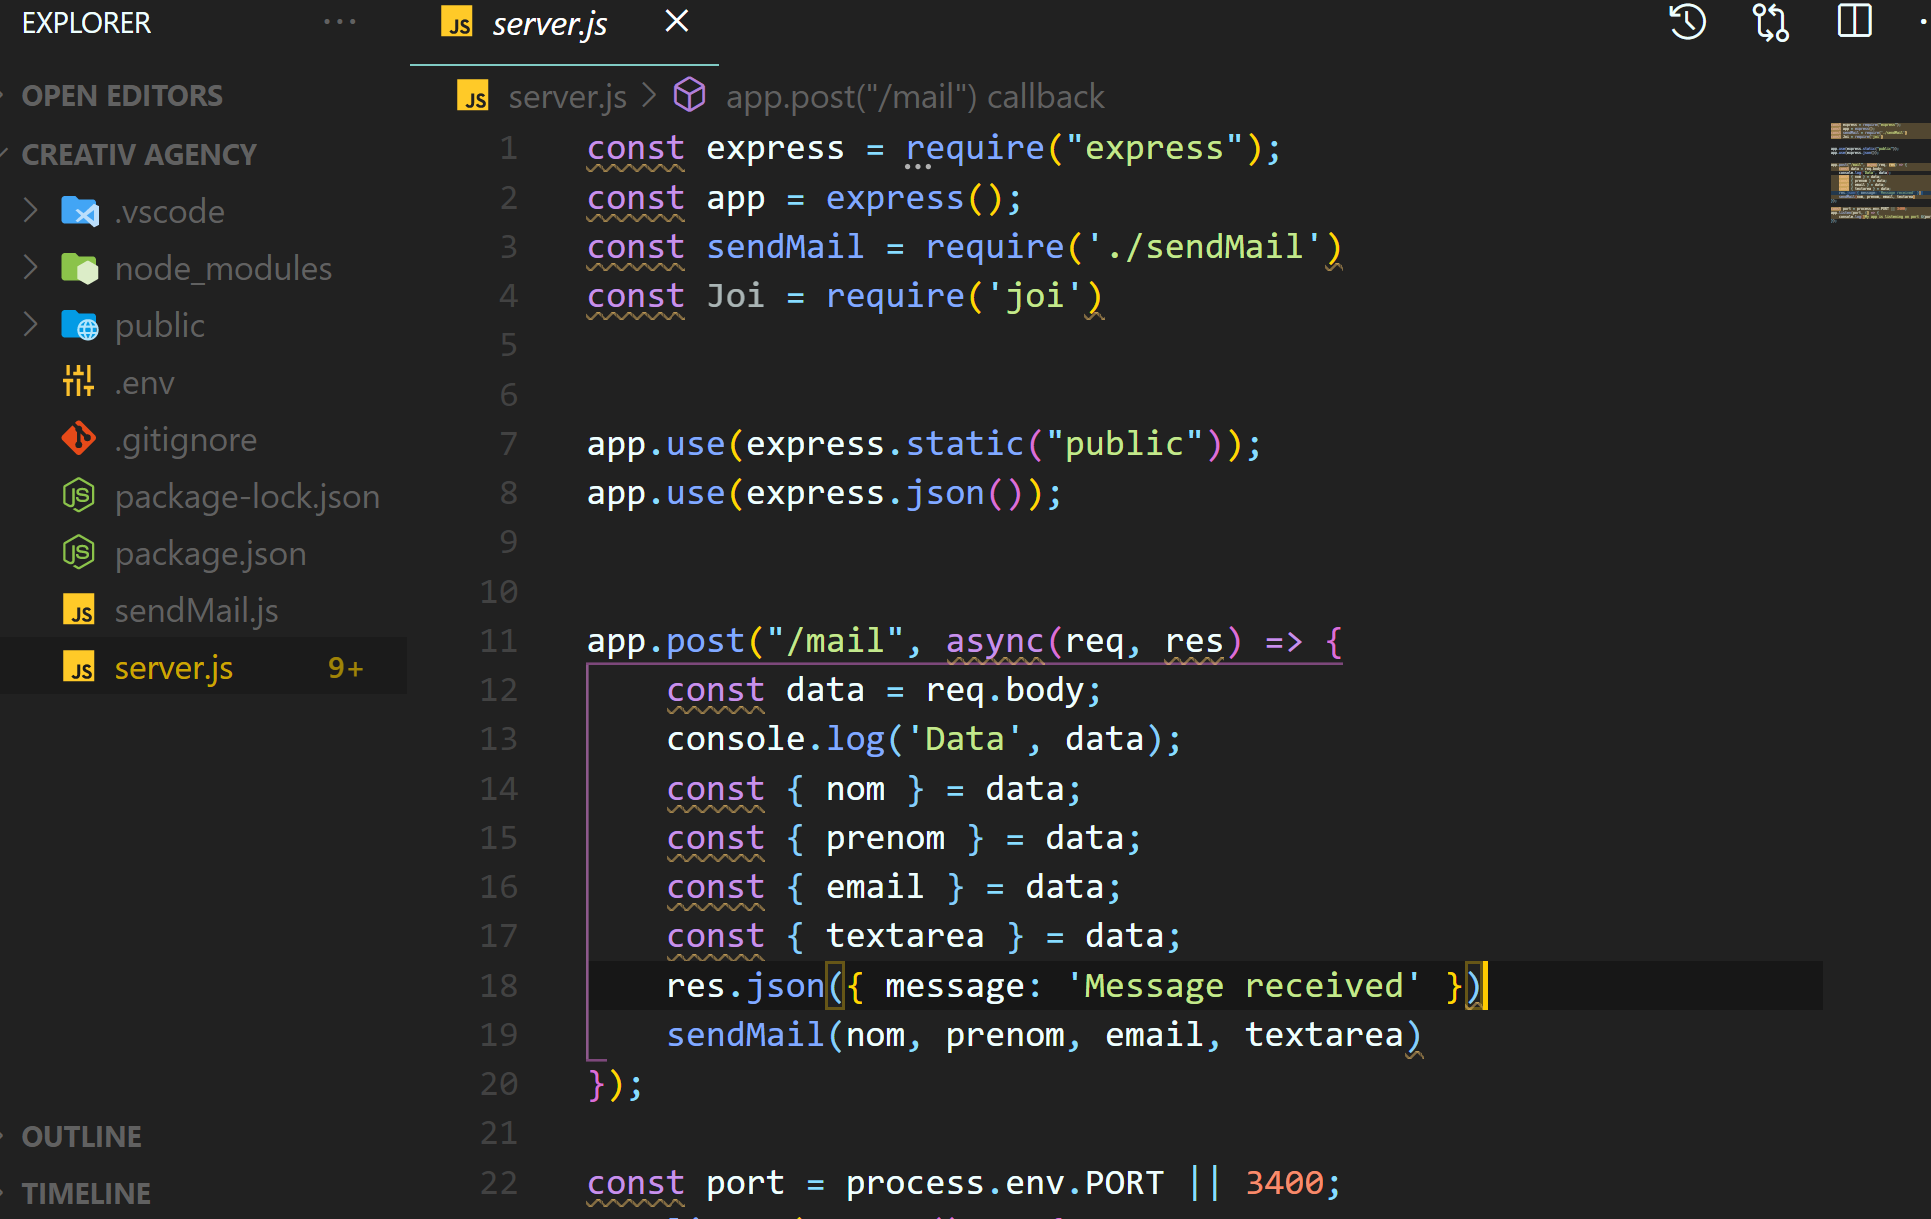 EXPLORER
server.js
OPEN EDITORS
server.js > app.post("/mail") callback
CREATIV AGENCY
.vscode
node_modules
public
.env
.gitignore
package-lock.json
package.json
sendMail.js
server.js 9+
OUTLINE
TIMELINE
1 const express = require("express");
2 const app = express();
3 const sendMail = require('./sendMail')
4 const Joi = require('joi')
5
6
7 app.use(express.static("public"));
8 app.use(express.json());
9
10
11 app.post("/mail", async(req, res) => {
12     const data = req.body;
13     console.log('Data', data);
14     const { nom } = data;
15     const { prenom } = data;
16     const { email } = data;
17     const { textarea } = data;
18     res.json({ message: 'Message received' })
19     sendMail(nom, prenom, email, textarea)
20 });
21
22 const port = process.env.PORT || 3400;